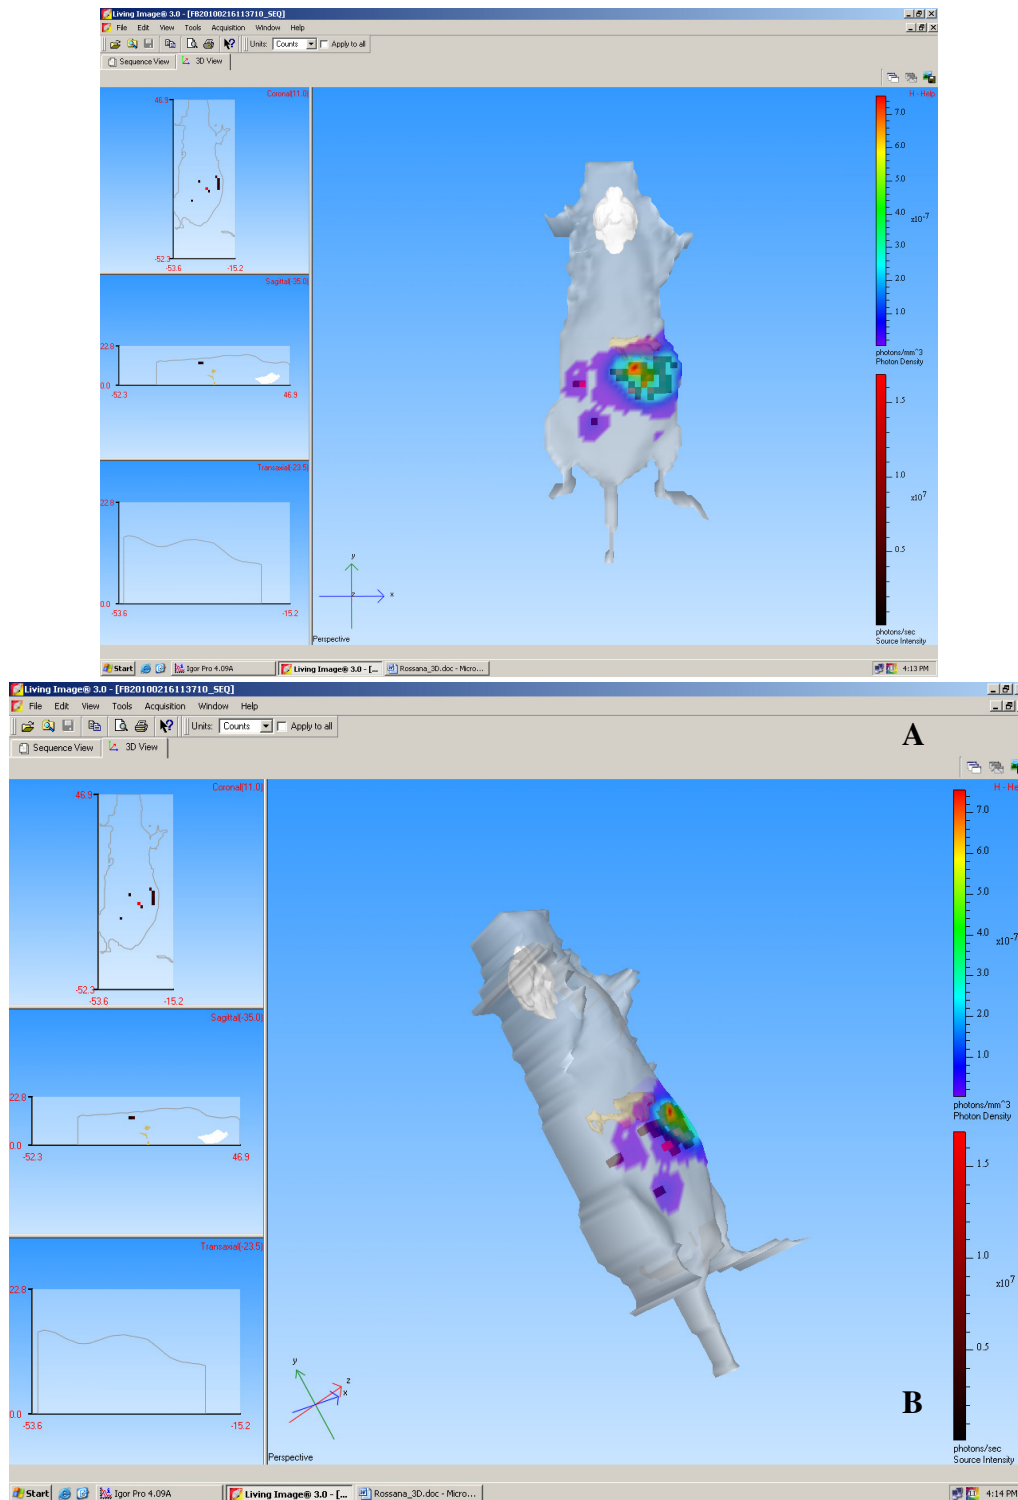 Living Image® 3.0 - [FB20100216113710_SEQ]
File Edit View Tools Acquisition Window Help
Units: Counts Apply to all
Sequence View 3D View
Coronal(11.0)
46.9
-52.3
-53.6 -15.2
Sagittal(-35.0)
22.8
0.0
-52.3 46.9
Transaxial(-23.5)
22.8
0.0
-53.6 -15.2
y
z x
Perspective
H - Help
7.0
6.0
5.0
4.0
x10^-7
3.0
2.0
1.0
photons/mm^3
Photon Density
1.5
1.0
x10^7
0.5
photons/sec
Source Intensity
Start Igor Pro 4.09A Living Image® 3.0 - [... Rossana_3D.doc - Micro... 4:13 PM
Living Image® 3.0 - [FB20100216113710_SEQ]
File Edit View Tools Acquisition Window Help
Units: Counts Apply to all
A
Sequence View 3D View
Coronal(11.0)
46.9
-52.3
-53.6 -15.2
Sagittal(-35.0)
22.8
0.0
-52.3 46.9
Transaxial(-23.5)
22.8
0.0
-53.6 -15.2
y
z
x
Perspective
H - He
7.0
6.0
5.0
4.0
x10^-7
3.0
2.0
1.0
photons/mm^3
Photon Density
1.5
1.0
x10^7
0.5
B
photons/sec
Source Intensity
Start Igor Pro 4.09A Living Image® 3.0 - [... Rossana_3D.doc - Micro... 4:14 PM